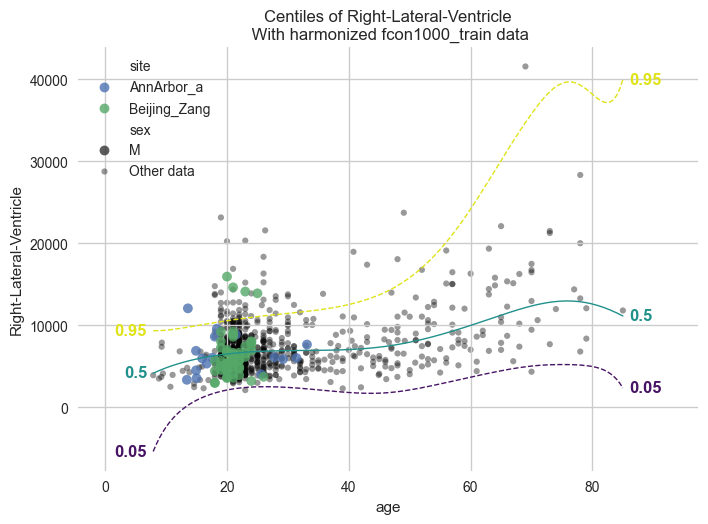 Centiles of Right-Lateral-Ventricle
With harmonized fcon1000_train data
site
AnnArbor_a
Beijing_Zang
sex
M
Other data
Right-Lateral-Ventricle
40000
30000
20000
10000
0
0.95
0.5
0.05
0.95
0.5
0.05
0
20
40
60
80
age